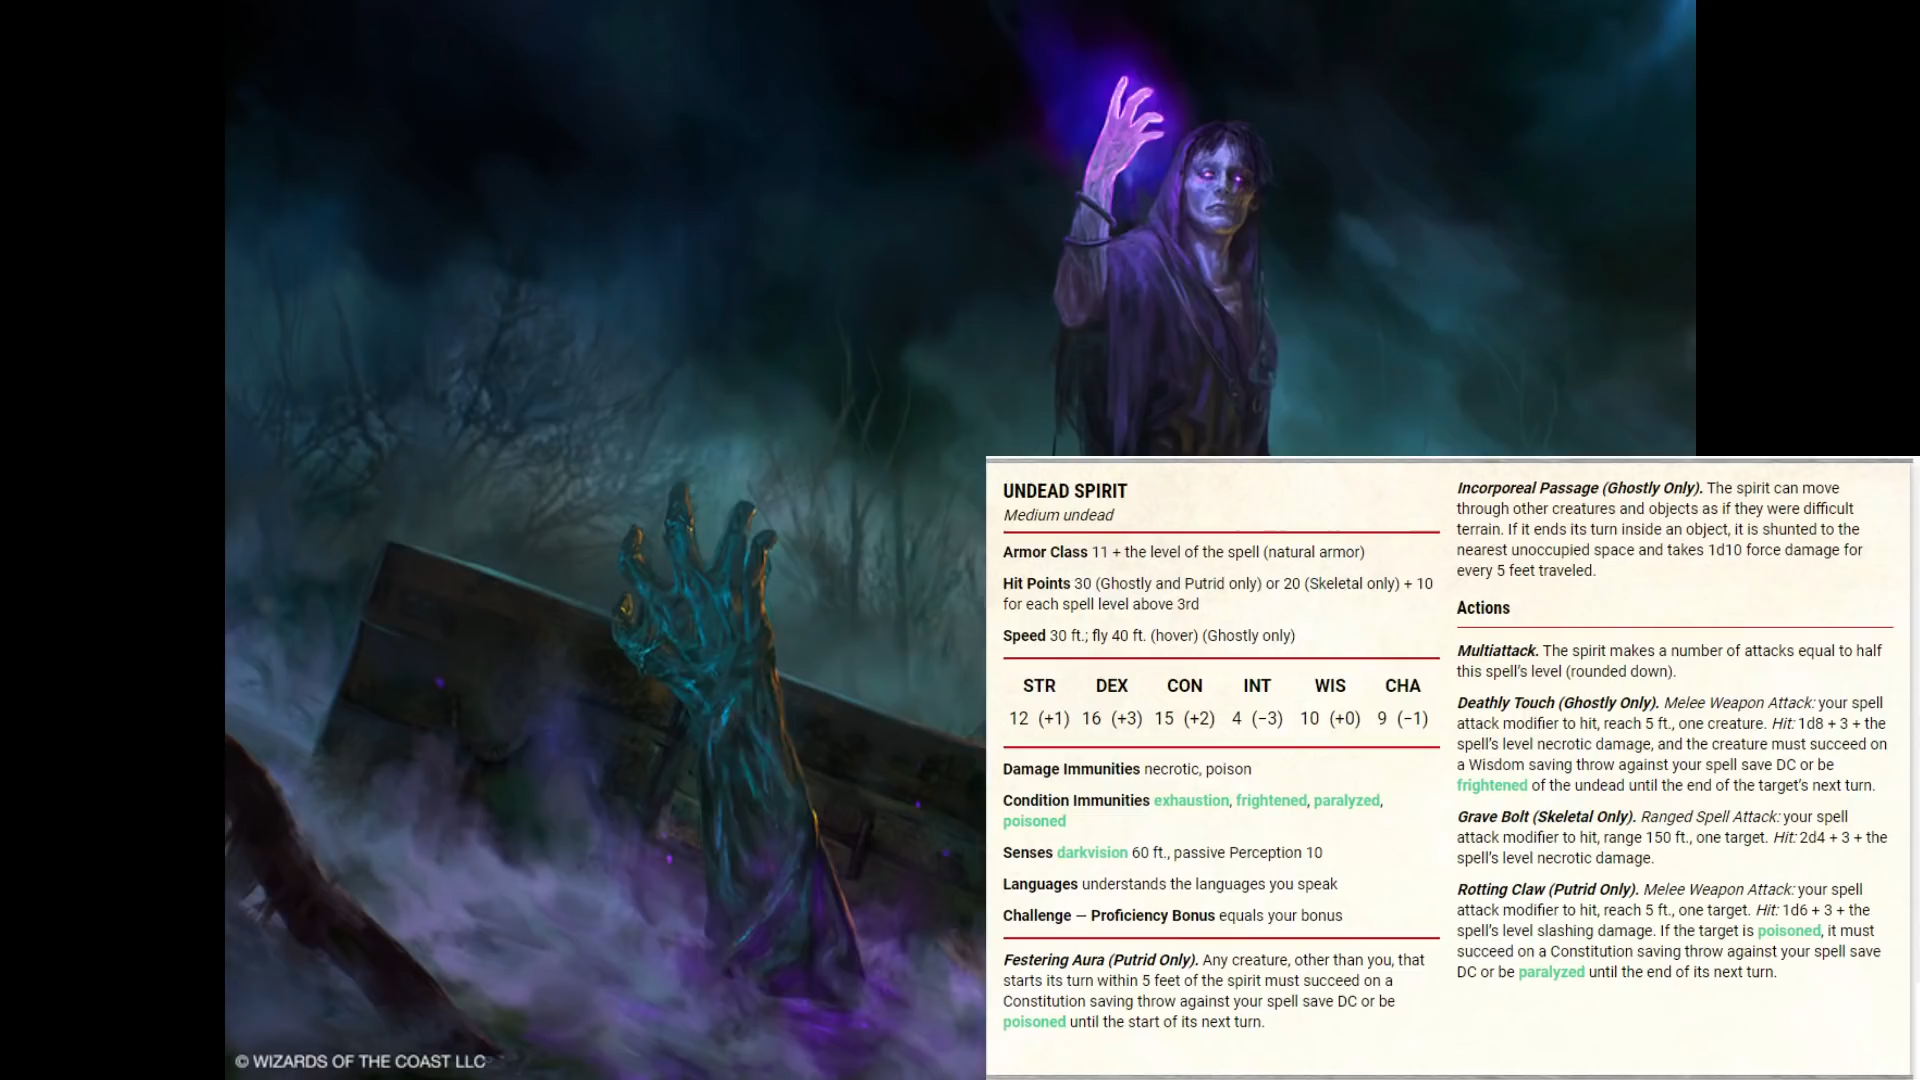 UNDEAD SPIRIT
Medium undead
Armor Class 11 + the level of the spell (natural armor)
Hit Points 30 (Ghostly and Putrid only) or 20 (Skeletal only) + 10
for each spell level above 3rd
Speed 30 ft.; fly 40 ft. (hover) (Ghostly only)
STR DEX CON INT WIS CHA
12 (+1) 16 (+3) 15 (+2) 4 (−3) 10 (+0) 9 (−1)
Damage Immunities necrotic, poison
Condition Immunities exhaustion, frightened, paralyzed,
poisoned
Senses darkvision 60 ft., passive Perception 10
Languages understands the languages you speak
Challenge — Proficiency Bonus equals your bonus
Festering Aura (Putrid Only). Any creature, other than you, that
starts its turn within 5 feet of the spirit must succeed on a
Constitution saving throw against your spell save DC or be
poisoned until the start of its next turn.
Incorporeal Passage (Ghostly Only). The spirit can move
through other creatures and objects as if they were difficult
terrain. If it ends its turn inside an object, it is shunted to the
nearest unoccupied space and takes 1d10 force damage for
every 5 feet traveled.
Actions
Multiattack. The spirit makes a number of attacks equal to half
this spell's level (rounded down).
Deathly Touch (Ghostly Only). Melee Weapon Attack: your spell
attack modifier to hit, reach 5 ft., one creature. Hit: 1d8 + 3 + the
spell's level necrotic damage, and the creature must succeed on
a Wisdom saving throw against your spell save DC or be
frightened of the undead until the end of the target's next turn.
Grave Bolt (Skeletal Only). Ranged Spell Attack: your spell
attack modifier to hit, range 150 ft., one target. Hit: 2d4 + 3 + the
spell's level necrotic damage.
Rotting Claw (Putrid Only). Melee Weapon Attack: your spell
attack modifier to hit, reach 5 ft., one target. Hit: 1d6 + 3 + the
spell's level slashing damage. If the target is poisoned, it must
succeed on a Constitution saving throw against your spell save
DC or be paralyzed until the end of its next turn.
© WIZARDS OF THE COAST LLC